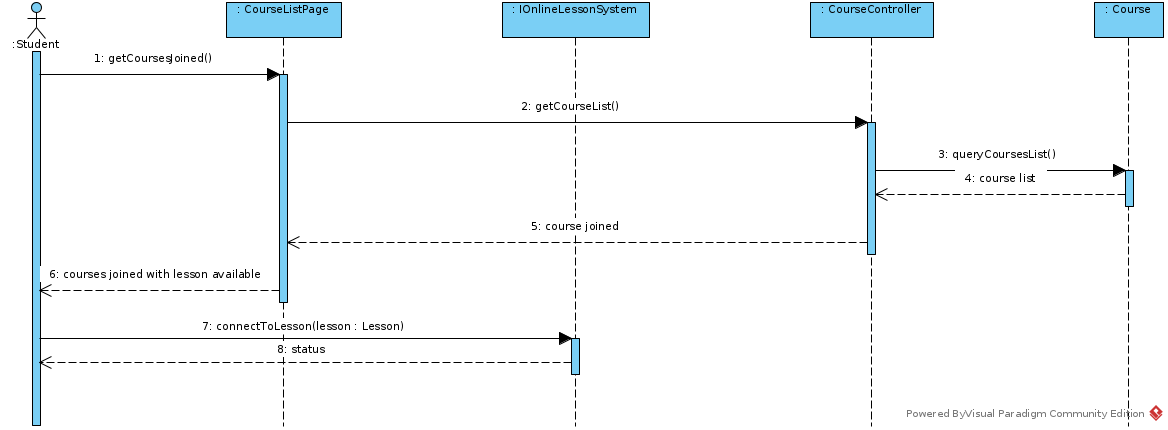 : CourseListPage
: IOnlineLessonSystem
: CourseController
: Course
:Student
1: getCoursesJoined()
2: getCourseList()
3: queryCoursesList()
4: course list
5: course joined
6: courses joined with lesson available
7: connectToLesson(lesson : Lesson)
8: status
Powered ByVisual Paradigm Community Edition